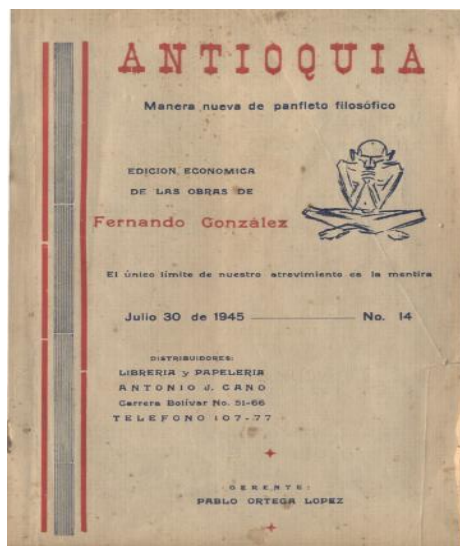 ANTIOQUIA
Manera nueva de panfleto filosófico
EDICION ECONOMICA
DE LAS OBRAS DE
Fernando González
El único límite de nuestro atrevimiento es la mentira
Julio 30 de 1945 No. 14
DISTRIBUIDORES:
LIBRERIA y PAPELERIA
ANTONIO J. CANO
Carrera Bolívar No. 51-66
TELEFONO 107-77
GERENTE:
PABLO ORTEGA LOPEZ